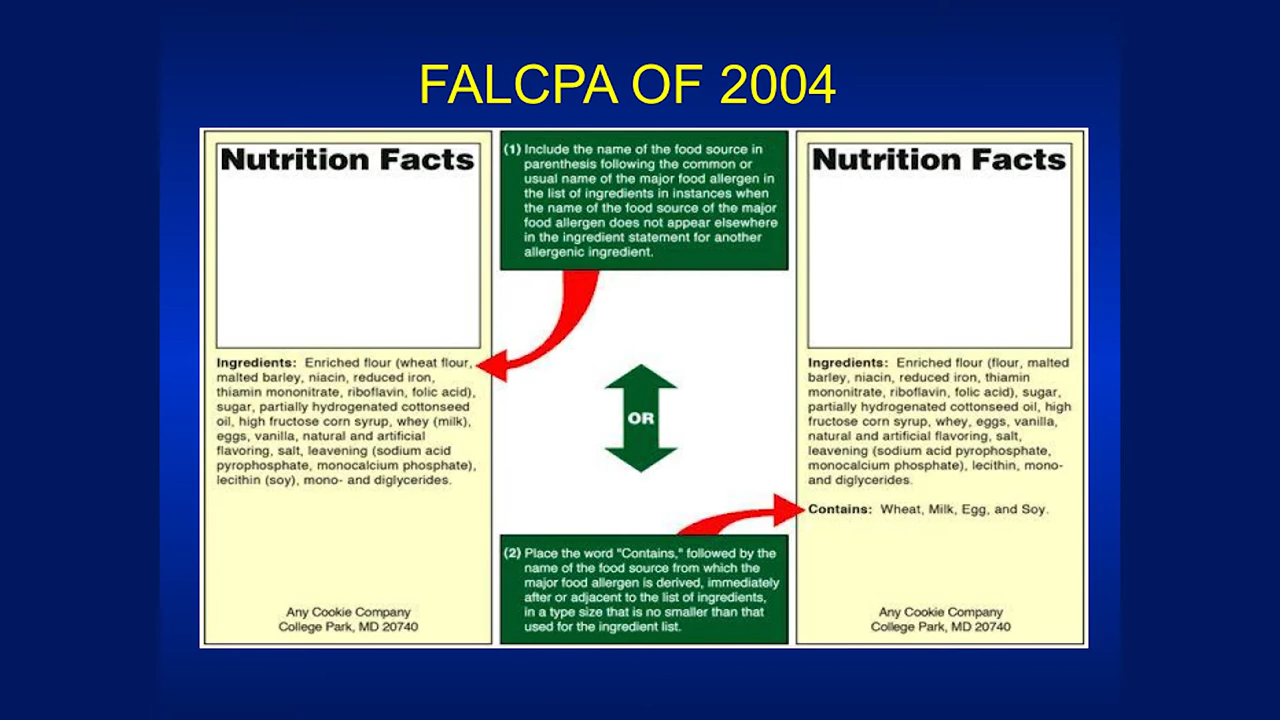 FALCPA OF 2004
Nutrition Facts
Ingredients: Enriched flour (wheat flour,
malted barley, niacin, reduced iron,
thiamin mononitrate, riboflavin, folic acid),
sugar, partially hydrogenated cottonseed
oil, high fructose corn syrup, whey (milk),
eggs, vanilla, natural and artificial
flavoring, salt, leavening (sodium acid
pyrophosphate, monocalcium phosphate),
lecithin (soy), mono- and diglycerides.
Any Cookie Company
College Park, MD 20740
(1) Include the name of the food source in
parenthesis following the common or
usual name of the major food allergen in
the list of ingredients in instances when
the name of the food source of the major
food allergen does not appear elsewhere
in the ingredient statement for another
allergenic ingredient.
OR
(2) Place the word "Contains," followed by the
name of the food source from which the
major food allergen is derived, immediately
after or adjacent to the list of ingredients,
in a type size that is no smaller than that
used for the ingredient list.
Nutrition Facts
Ingredients: Enriched flour (flour, malted
barley, niacin, reduced iron, thiamin
mononitrate, riboflavin, folic acid), sugar,
partially hydrogenated cottonseed oil, high
fructose corn syrup, whey, eggs, vanilla,
natural and artificial flavoring, salt,
leavening (sodium acid pyrophosphate,
monocalcium phosphate), lecithin, mono-
and diglycerides.
Contains: Wheat, Milk, Egg, and Soy.
Any Cookie Company
College Park, MD 20740